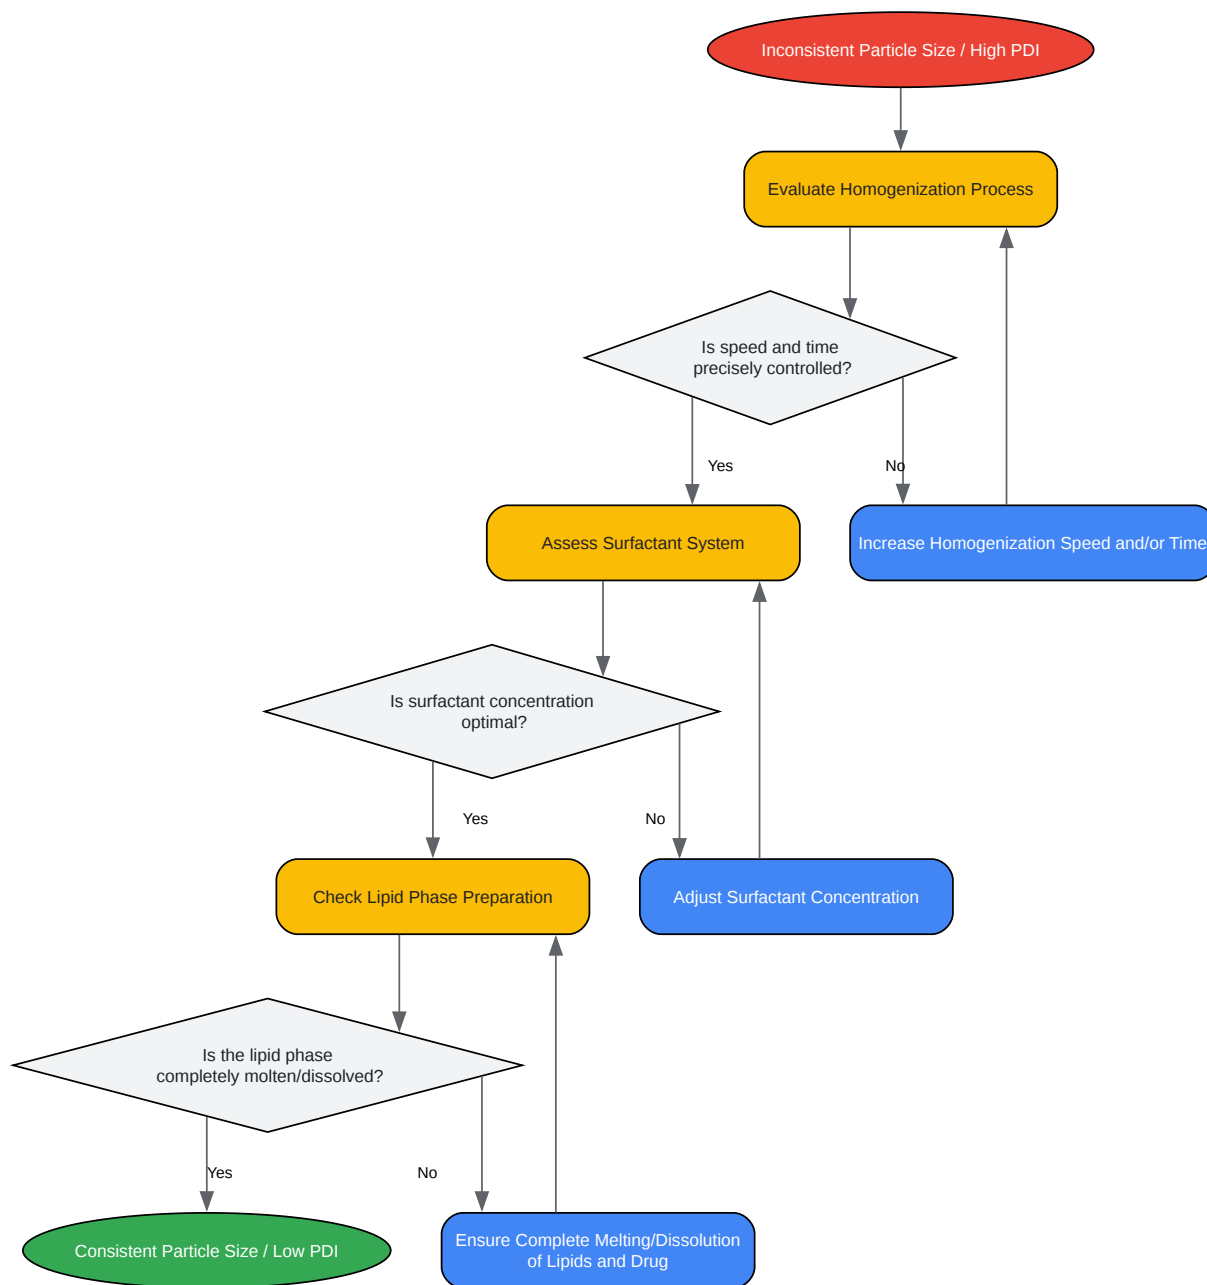 Inconsistent Particle Size / High PDI
Evaluate Homogenization Process
Is speed and time
precisely controlled?
Yes
No
Assess Surfactant System
Increase Homogenization Speed and/or Time
Is surfactant concentration
optimal?
Yes
No
Check Lipid Phase Preparation
Adjust Surfactant Concentration
Is the lipid phase
completely molten/dissolved?
Yes
No
Consistent Particle Size / Low PDI
Ensure Complete Melting/Dissolution
of Lipids and Drug